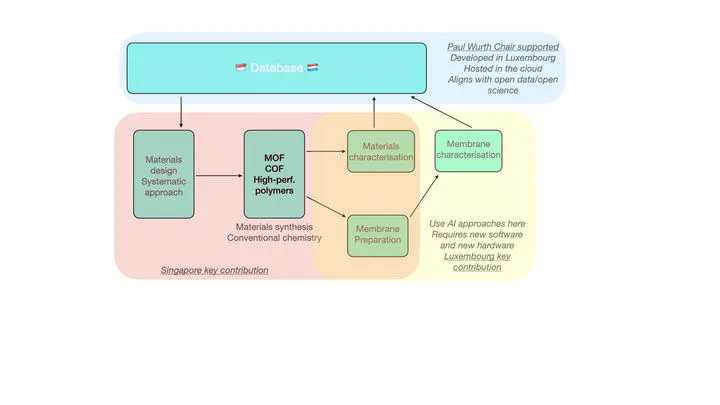 Database
Paul Wurth Chair supported
Developed in Luxembourg
Hosted in the cloud
Aligns with open data/open
science
Materials
design
Systematic
approach
MOF
COF
High-perf.
polymers
Materials synthesis
Conventional chemistry
Materials
characterisation
Membrane
characterisation
Membrane
Preparation
Use AI approaches here
Requires new software
and new hardware
Luxembourg key
contribution
Singapore key contribution